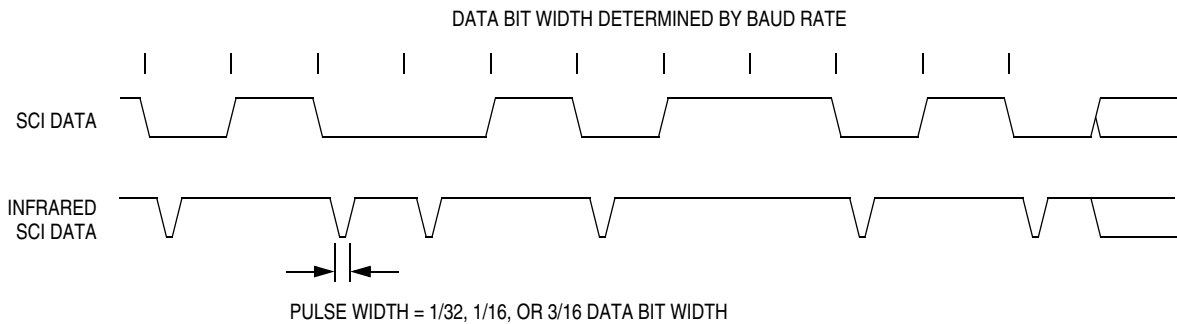 DATA BIT WIDTH DETERMINED BY BAUD RATE
SCI DATA
INFRARED
SCI DATA
PULSE WIDTH = 1/32, 1/16, OR 3/16 DATA BIT WIDTH